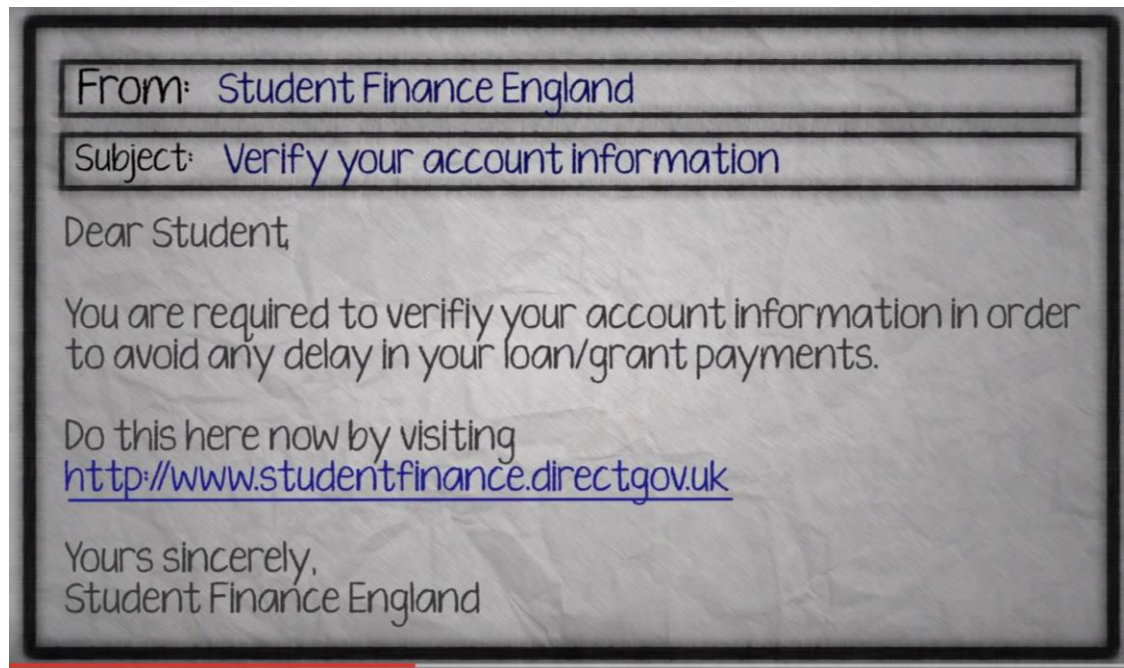 From: Student Finance England
Subject: Verify your account information
Dear Student,
You are required to verifiy your account information in order
to avoid any delay in your loan/grant payments.
Do this here now by visiting
http://www.studentfinance.directgov.uk
Yours sincerely,
Student Finance England